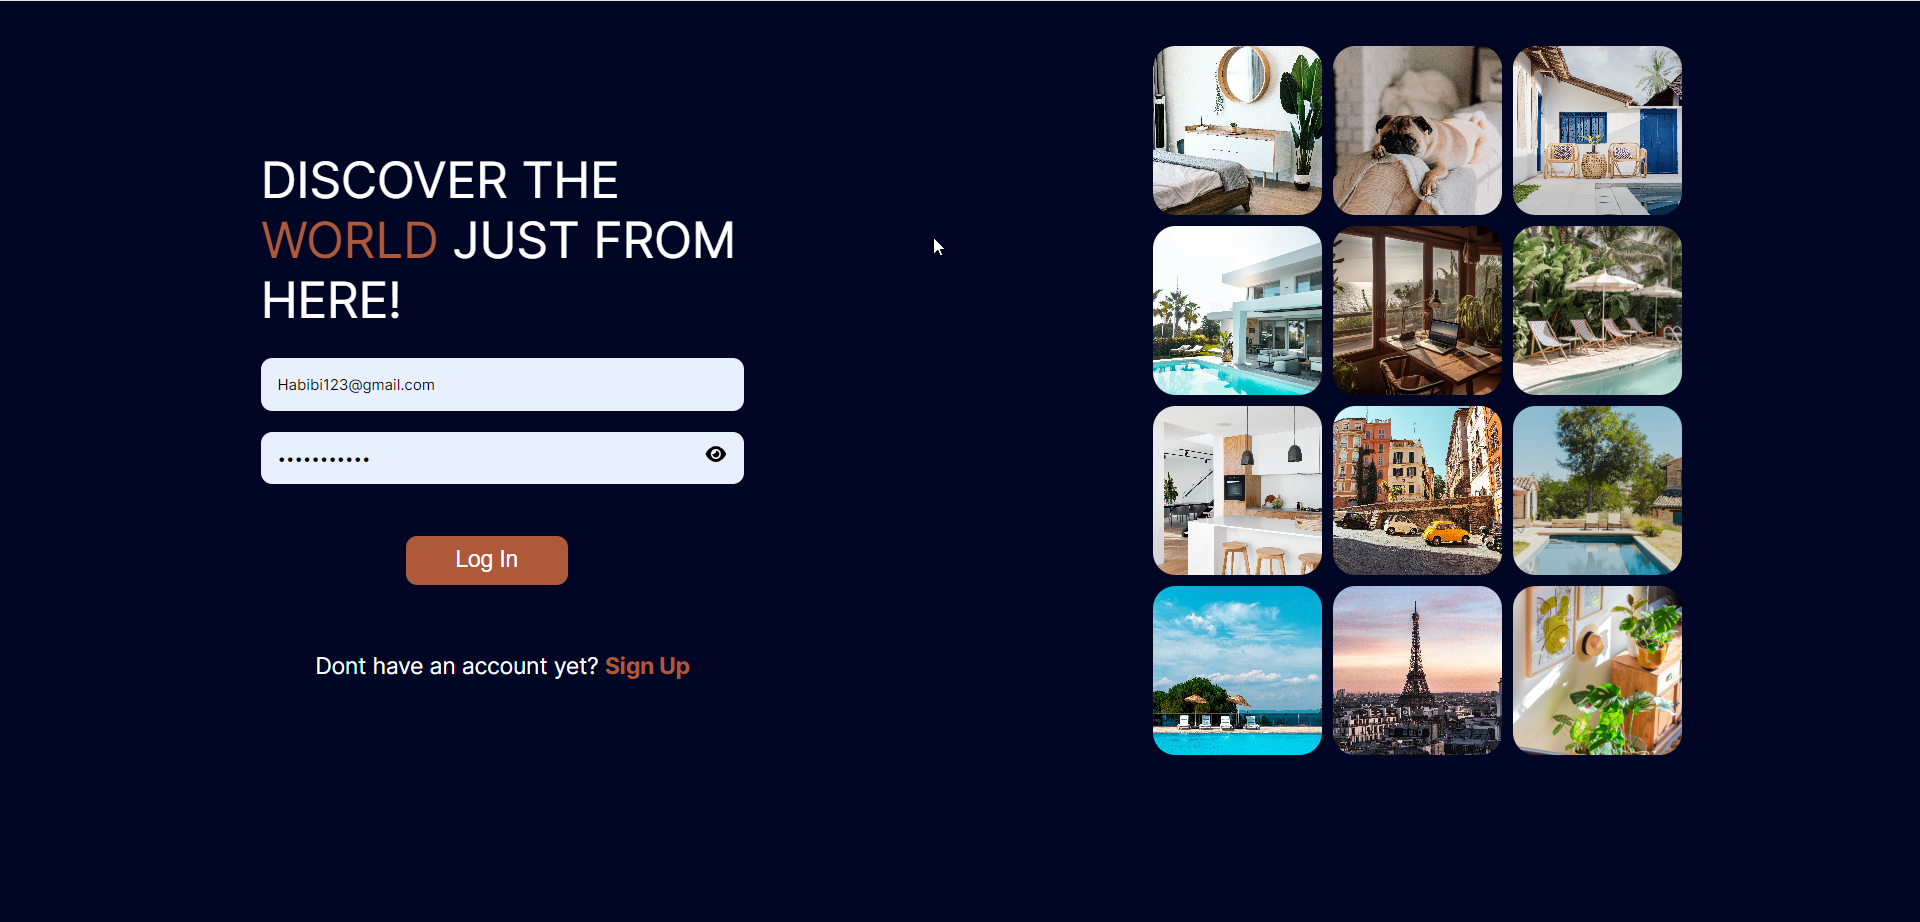 DISCOVER THE
WORLD JUST FROM
HERE!
Habibi123@gmail.com
•••••••••••
Log In
Dont have an account yet? Sign Up